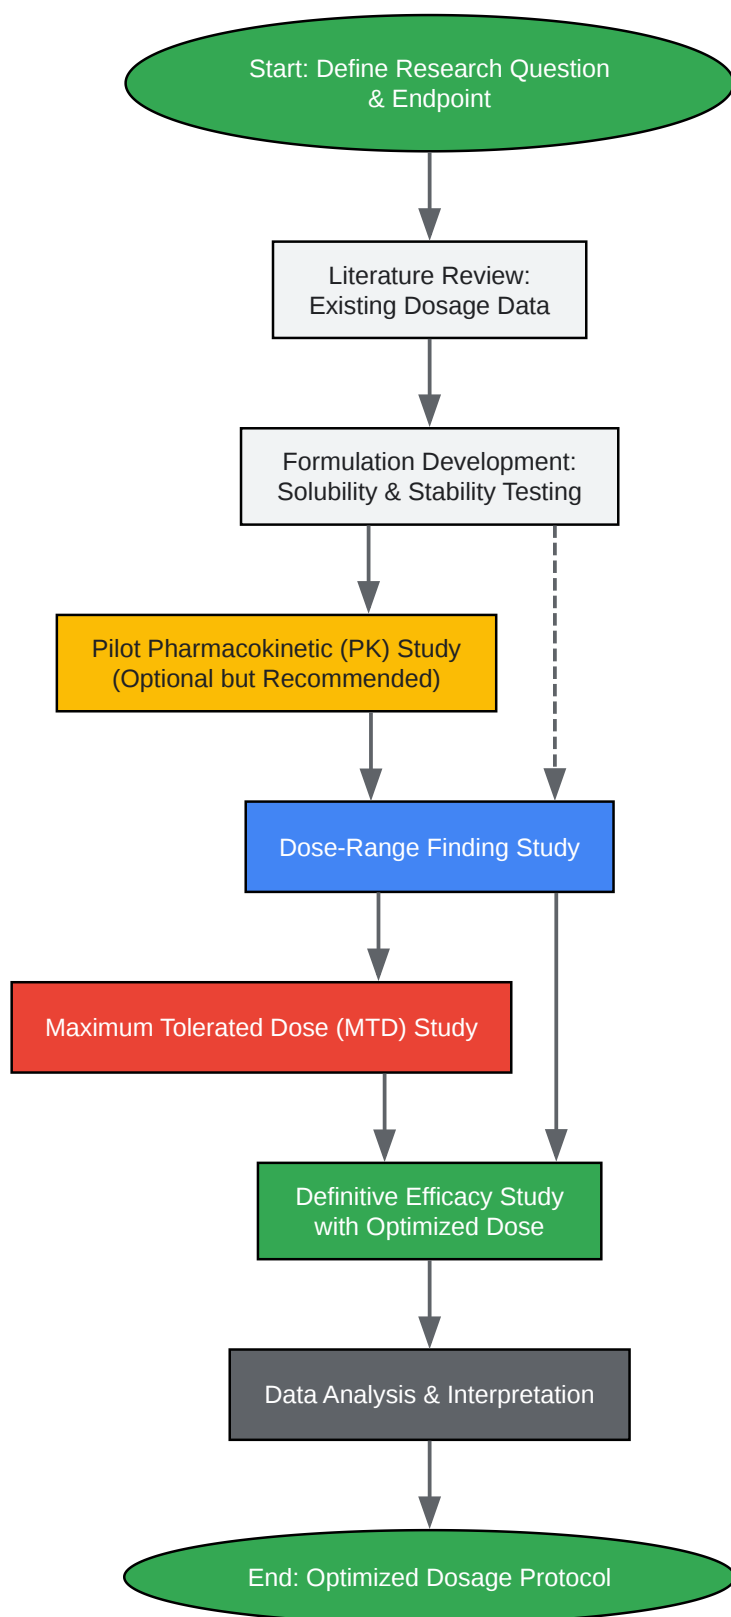 Start: Define Research Question
& Endpoint
Literature Review:
Existing Dosage Data
Formulation Development:
Solubility & Stability Testing
Pilot Pharmacokinetic (PK) Study
(Optional but Recommended)
Dose-Range Finding Study
Maximum Tolerated Dose (MTD) Study
Definitive Efficacy Study
with Optimized Dose
Data Analysis & Interpretation
End: Optimized Dosage Protocol